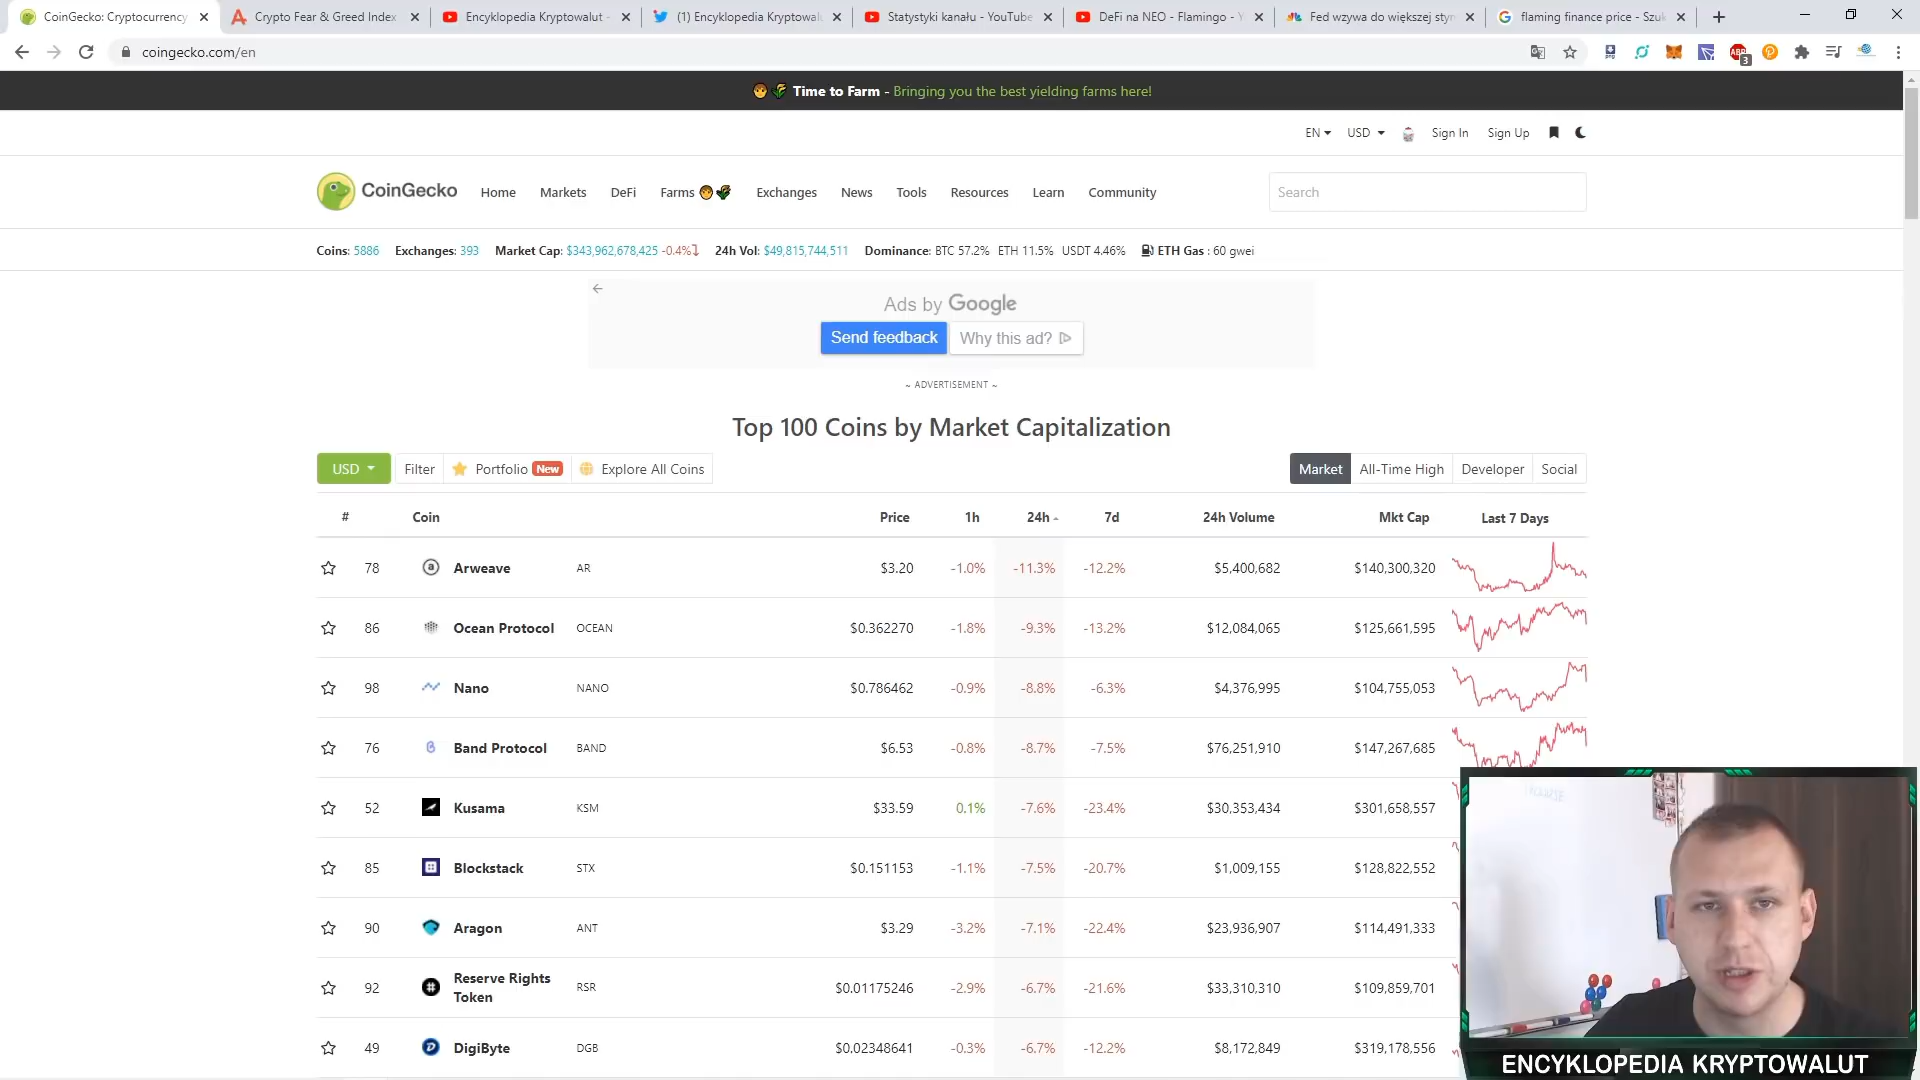 CoinGecko: Cryptocurrency
Crypto Fear & Greed Index
Encyklopedia Kryptowalut -
(1) Encyklopedia Kryptowalu
Statystyki kanału - YouTube
DeFi na NEO - Flamingo - Y
Fed wzywa do większej sty
flaming finance price - Szuk
coingecko.com/en
ABP
3
Time to Farm - Bringing you the best yielding farms here!
EN USD Sign In Sign Up
CoinGecko Home Markets DeFi Farms Exchanges News Tools Resources Learn Community Search
Coins: 5886 Exchanges: 393 Market Cap: $343,962,678,425 -0.4% 24h Vol: $49,815,744,511 Dominance: BTC 57.2% ETH 11.5% USDT 4.46% ETH Gas : 60 gwei
Ads by Google
Send feedback Why this ad?
~ ADVERTISEMENT ~
Top 100 Coins by Market Capitalization
USD Filter Portfolio New Explore All Coins Market All-Time High Developer Social
# Coin Price 1h 24h 7d 24h Volume Mkt Cap Last 7 Days
78 Arweave AR $3.20 -1.0% -11.3% -12.2% $5,400,682 $140,300,320
86 Ocean Protocol OCEAN $0.362270 -1.8% -9.3% -13.2% $12,084,065 $125,661,595
98 Nano NANO $0.786462 -0.9% -8.8% -6.3% $4,376,995 $104,755,053
76 Band Protocol BAND $6.53 -0.8% -8.7% -7.5% $76,251,910 $147,267,685
52 Kusama KSM $33.59 0.1% -7.6% -23.4% $30,353,434 $301,658,557
85 Blockstack STX $0.151153 -1.1% -7.5% -20.7% $1,009,155 $128,822,552
90 Aragon ANT $3.29 -3.2% -7.1% -22.4% $23,936,907 $114,491,333
92 Reserve Rights Token RSR $0.01175246 -2.9% -6.7% -21.6% $33,310,310 $109,859,701
49 DigiByte DGB $0.02348641 -0.3% -6.7% -12.2% $8,172,849 $319,178,556
ENCYKLOPEDIA KRYPTOWALUT